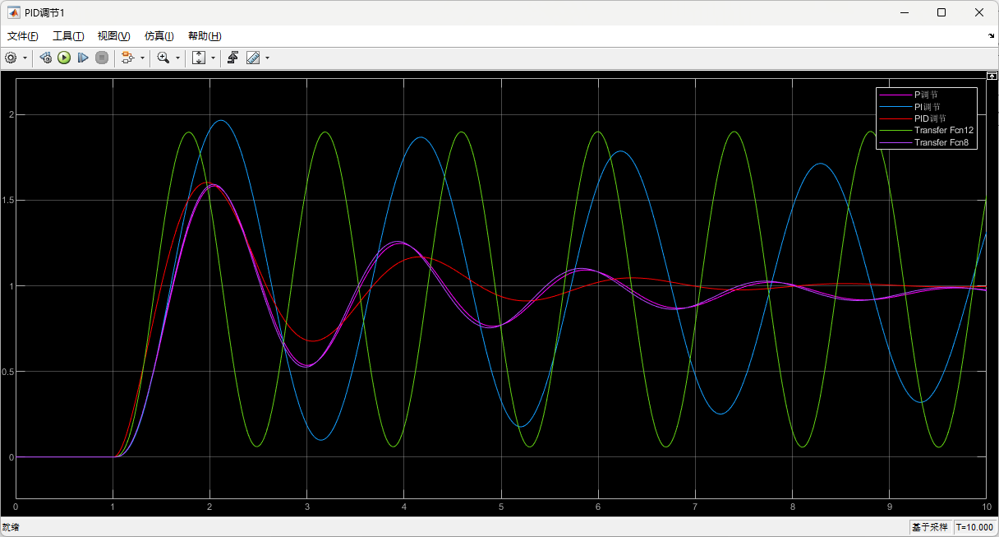 PID调节1
文件(F) 工具(T) 视图(V) 仿真(I) 帮助(H)
P调节
PI调节
PID调节
Transfer Fcn12
Transfer Fcn8
2
1.5
1
0.5
0
0 1 2 3 4 5 6 7 8 9 10
就绪 基于采样 T=10.000